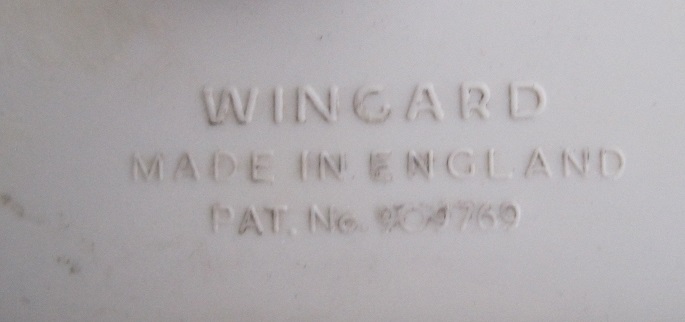 WINGARD
MADE IN ENGLAND
PAT. No.